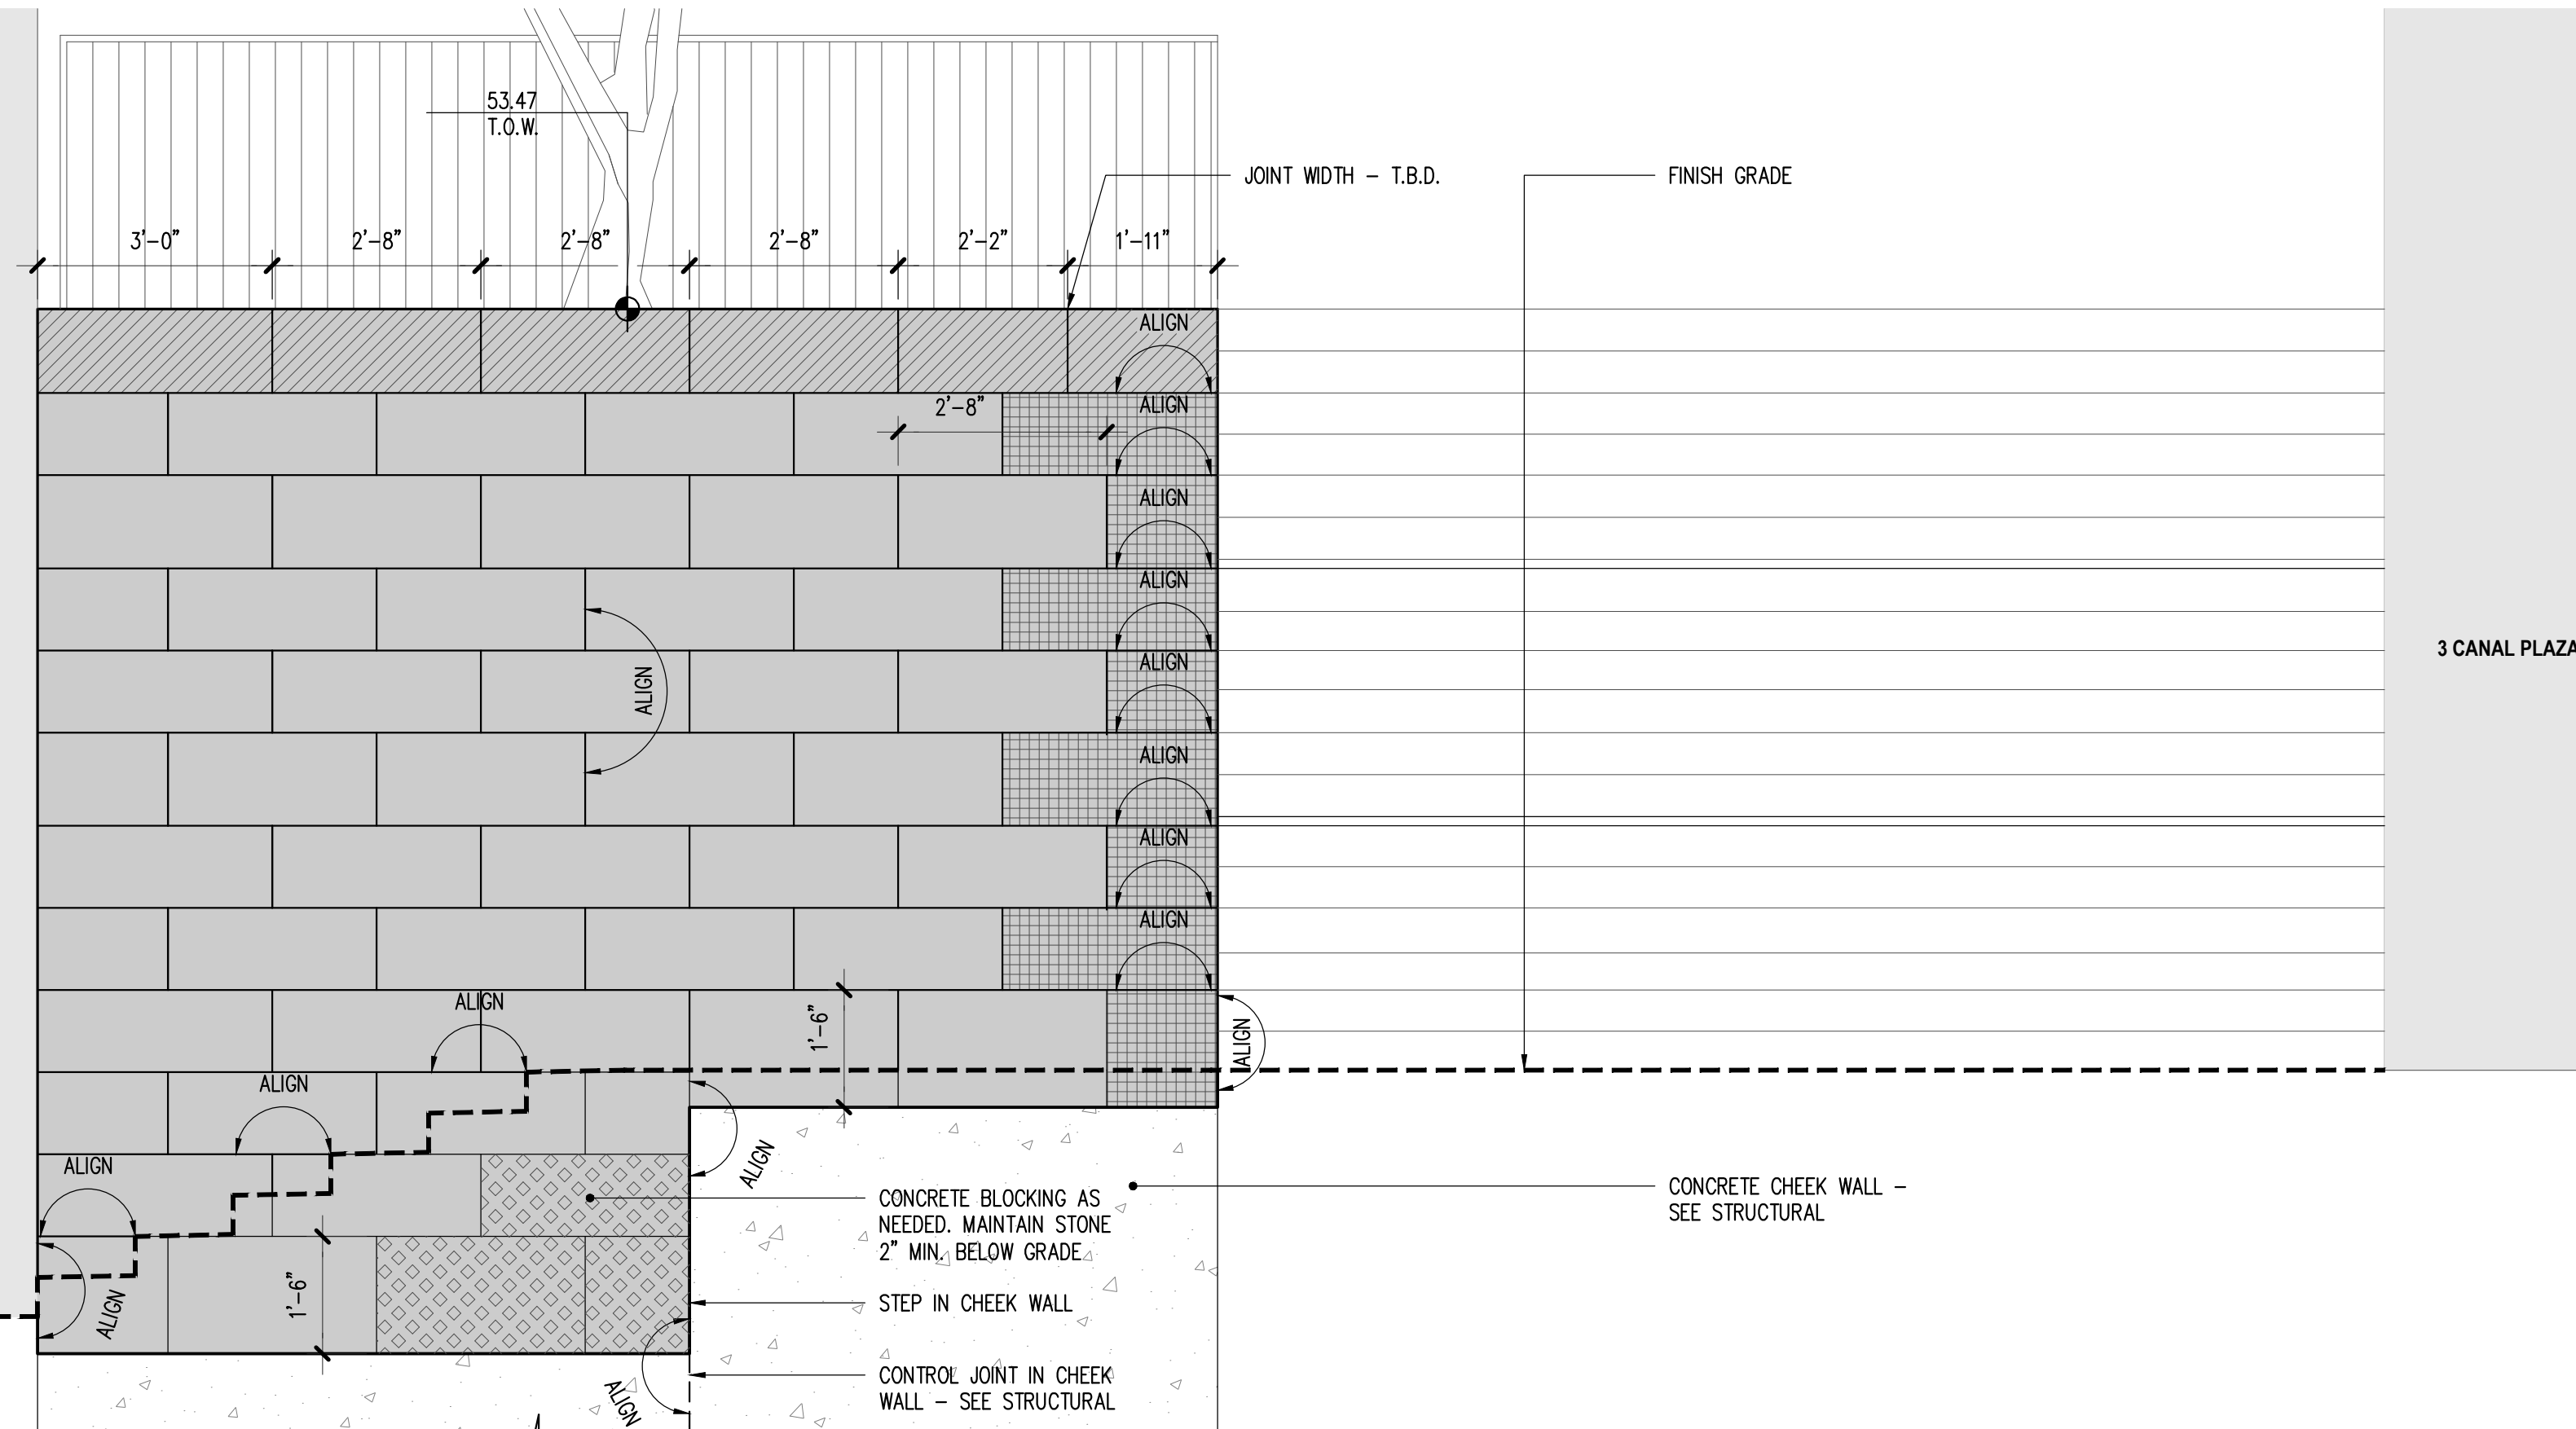 53.47
T.O.W.
JOINT WIDTH – T.B.D.
FINISH GRADE
3'-0"
2'-8"
2'-8"
2'-8"
2'-2"
1'-11"
ALIGN
2'-8"
ALIGN
ALIGN
ALIGN
ALIGN
ALIGN
3 CANAL PLAZA
ALIGN
ALIGN
ALIGN
ALIGN
1'-6"
ALIGN
ALIGN
ALIGN
ALIGN
CONCRETE BLOCKING AS
NEEDED. MAINTAIN STONE
2" MIN. BELOW GRADE
CONCRETE CHEEK WALL –
SEE STRUCTURAL
1'-6"
ALIGN
STEP IN CHEEK WALL
CONTROL JOINT IN CHEEK
WALL – SEE STRUCTURAL
ALIGN